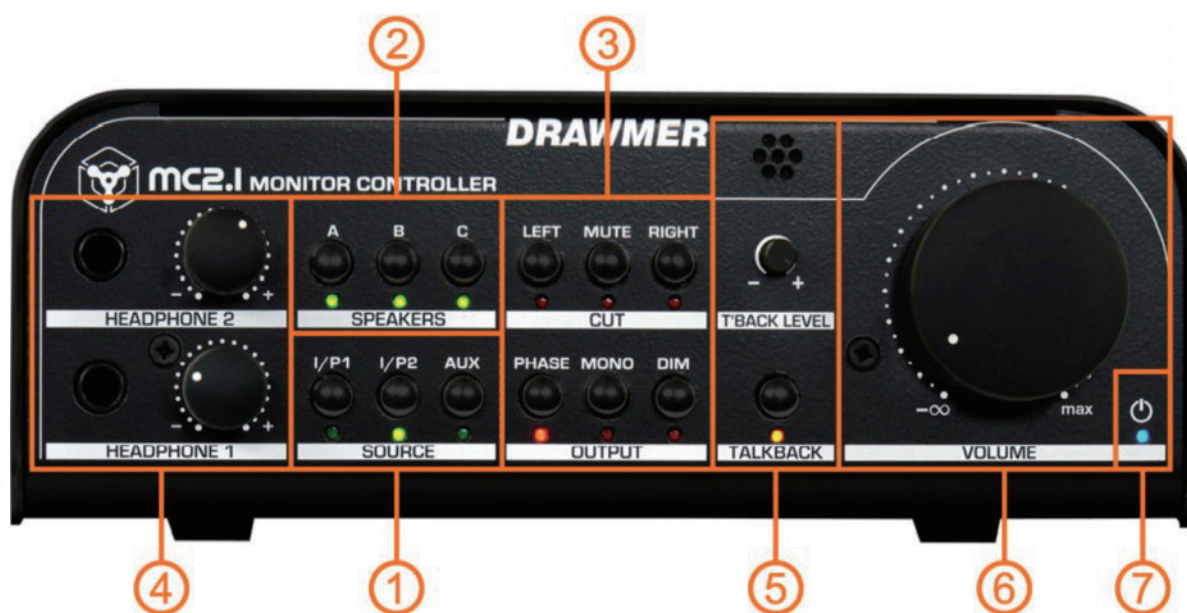 2
3
DRAWMER
MC2.1 MONITOR CONTROLLER
A B C
LEFT MUTE RIGHT
- +
- +
HEADPHONE 2
SPEAKERS
CUT
T'BACK LEVEL
I/P1 I/P2 AUX
PHASE MONO DIM
- +
-∞ max
HEADPHONE 1
SOURCE
OUTPUT
TALKBACK
VOLUME
4
1
5
6
7